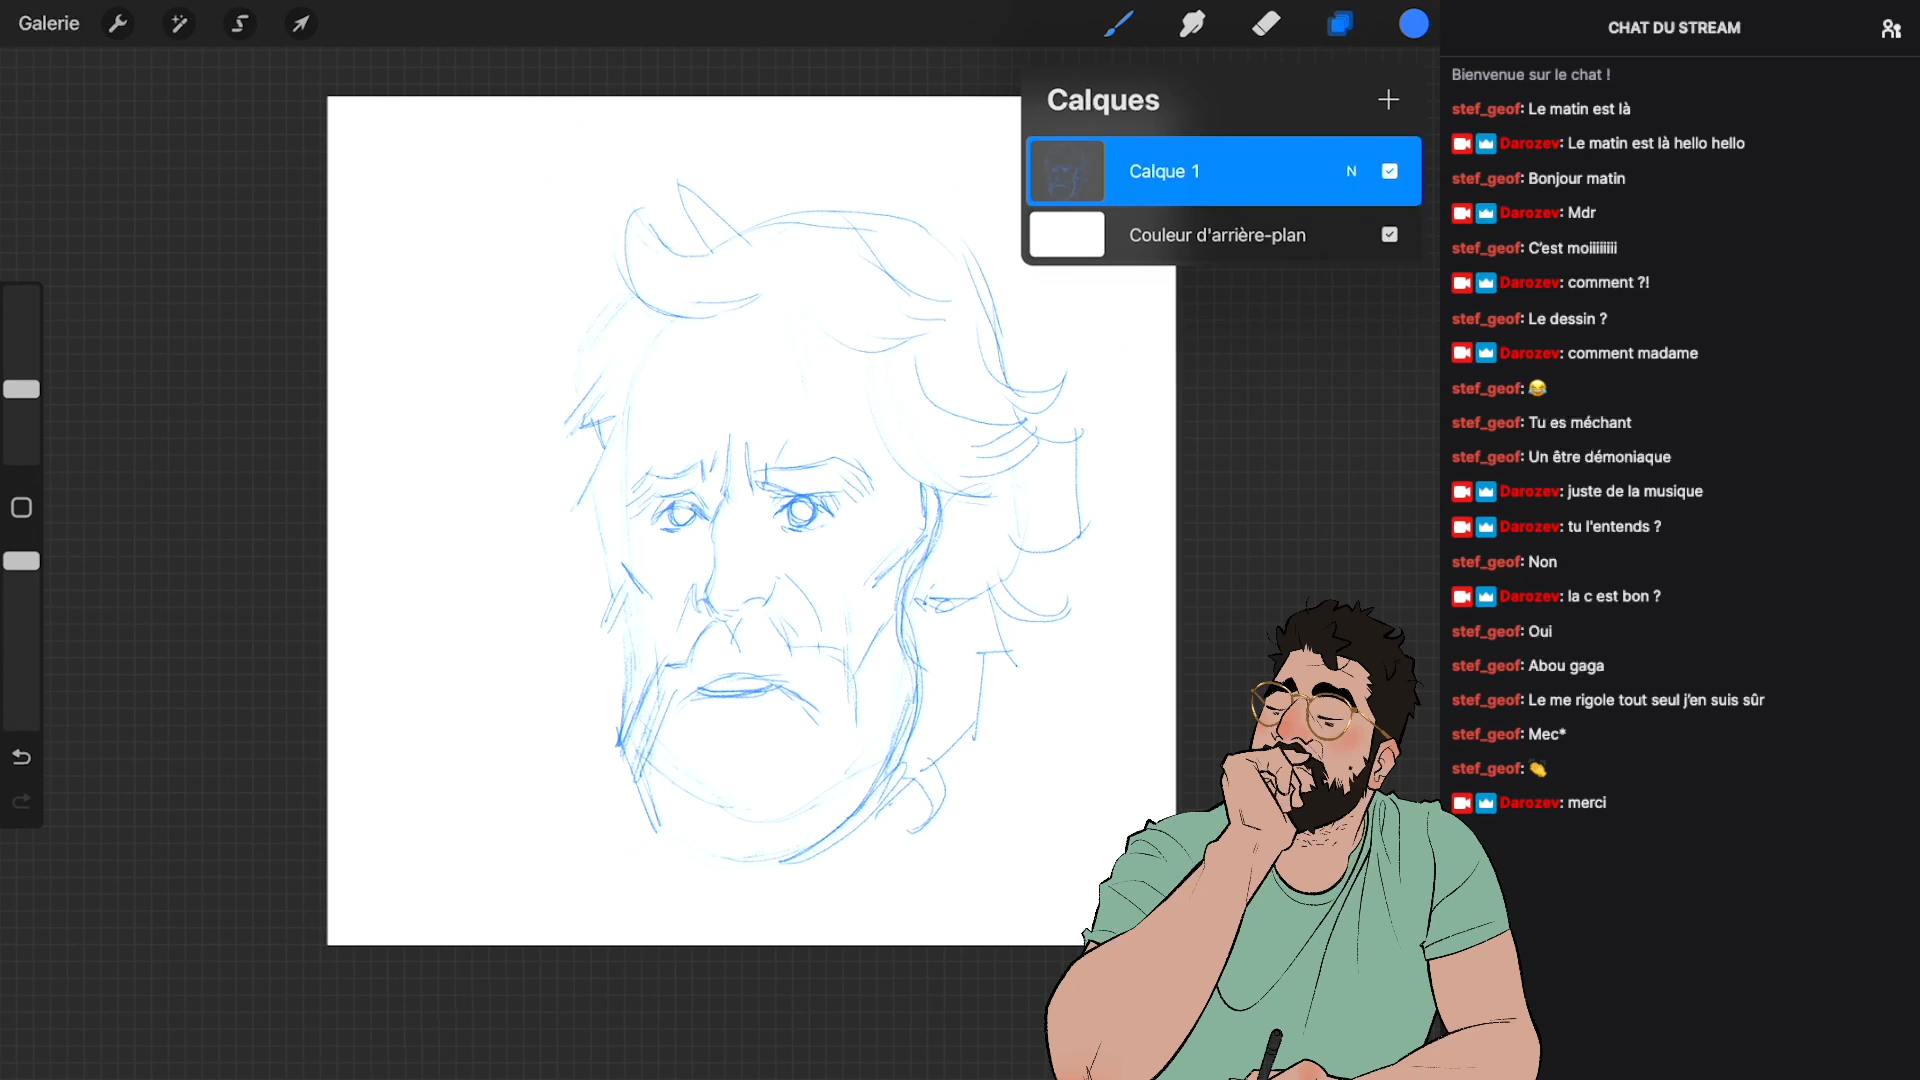 Galerie
Calques
Calque 1
N
Couleur d'arrière-plan
CHAT DU STREAM
Bienvenue sur le chat !
stef_geof: Le matin est là
Darozev: Le matin est là hello hello
stef_geof: Bonjour matin
Darozev: Mdr
stef_geof: C'est moiiiiiiiii
Darozev: comment ?!
stef_geof: Le dessin ?
Darozev: comment madame
stef_geof: 😂
stef_geof: Tu es méchant
stef_geof: Un être démoniaque
Darozev: juste de la musique
Darozev: tu l'entends ?
stef_geof: Non
Darozev: la c est bon ?
stef_geof: Oui
stef_geof: Abou gaga
stef_geof: Le me rigole tout seul j'en suis sûr
stef_geof: Mec*
stef_geof: 👏
Darozev: merci